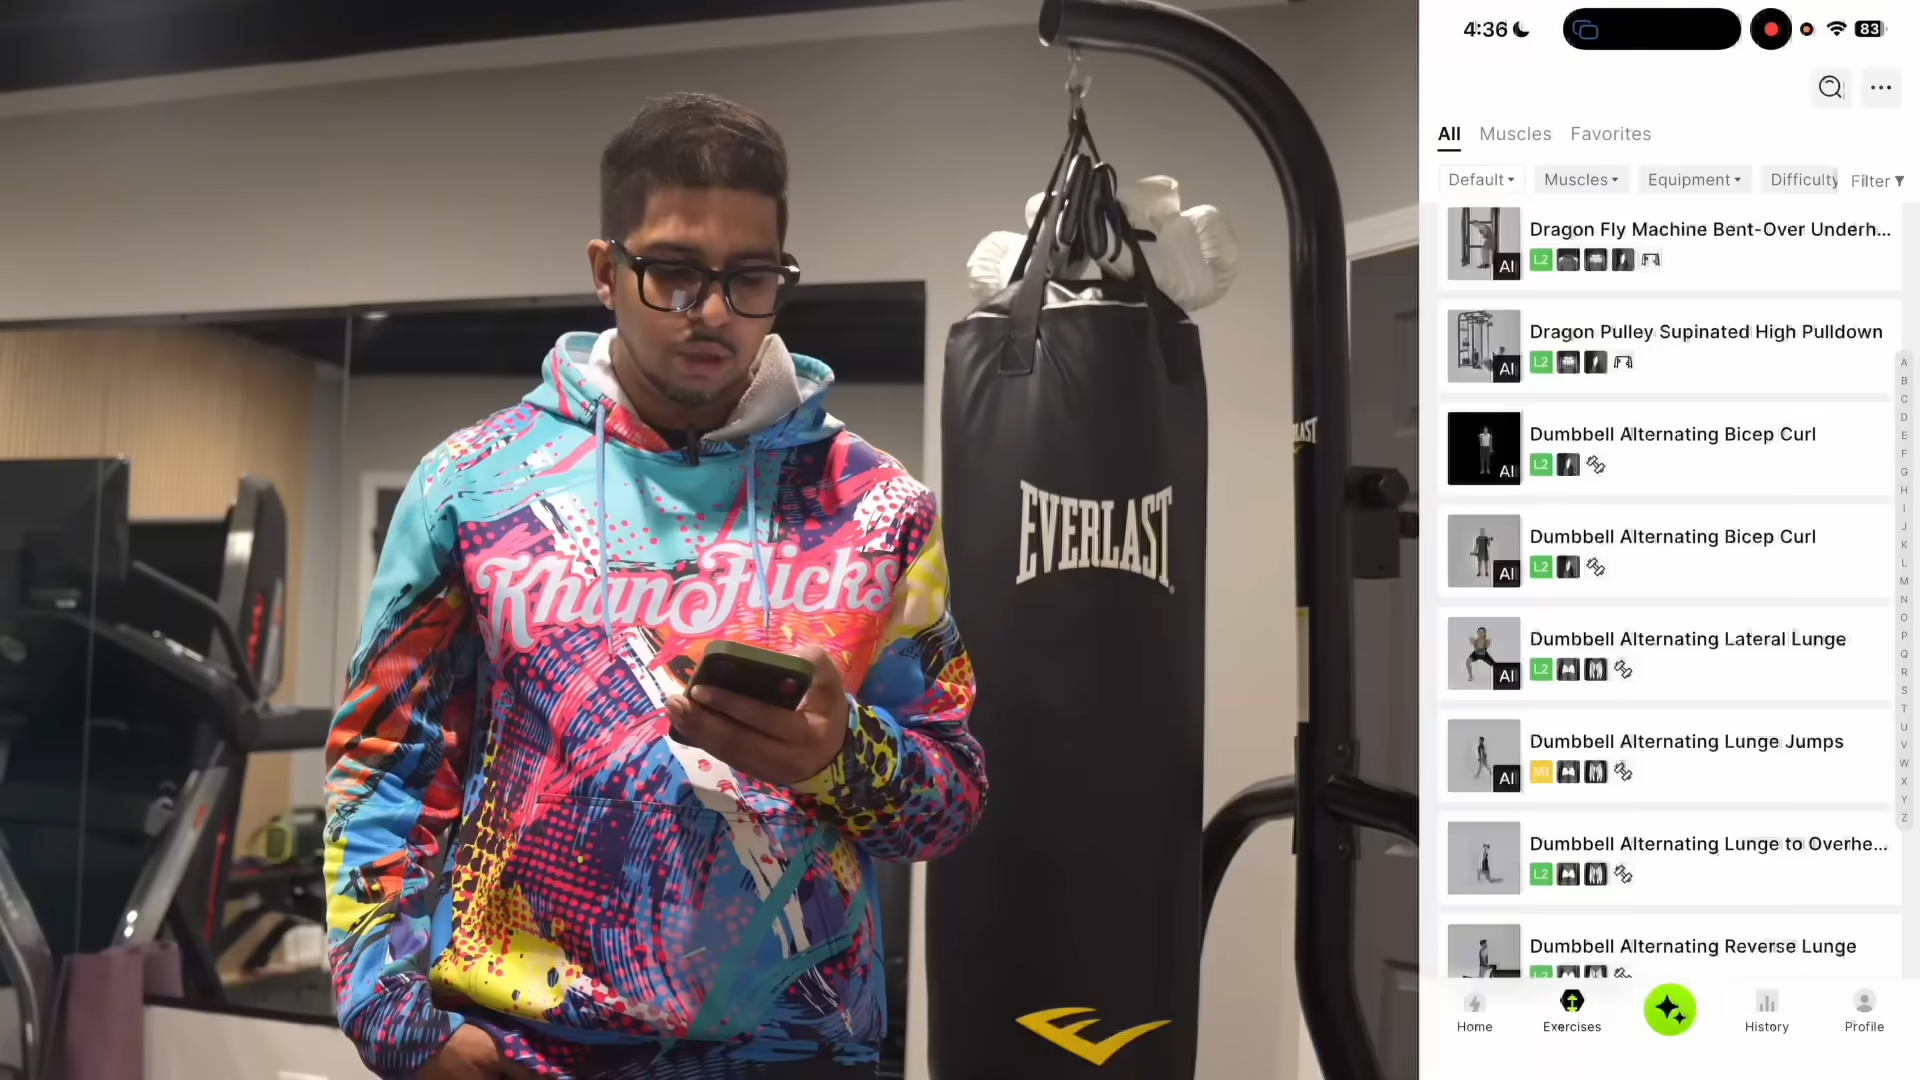 KhanFlicks
EVERLAST
LAST
4:36
83
All Muscles Favorites
Default Muscles Equipment Difficulty Filter
Dragon Fly Machine Bent-Over Underh...
AI L2
Dragon Pulley Supinated High Pulldown
AI L2
Dumbbell Alternating Bicep Curl
AI L2
Dumbbell Alternating Bicep Curl
AI L2
Dumbbell Alternating Lateral Lunge
AI L2
Dumbbell Alternating Lunge Jumps
AI M1
Dumbbell Alternating Lunge to Overhe...
L2
Dumbbell Alternating Reverse Lunge
L2
A
B
C
D
E
F
G
H
I
J
K
L
M
N
O
P
Q
R
S
T
U
V
W
X
Y
Z
Home Exercises History Profile